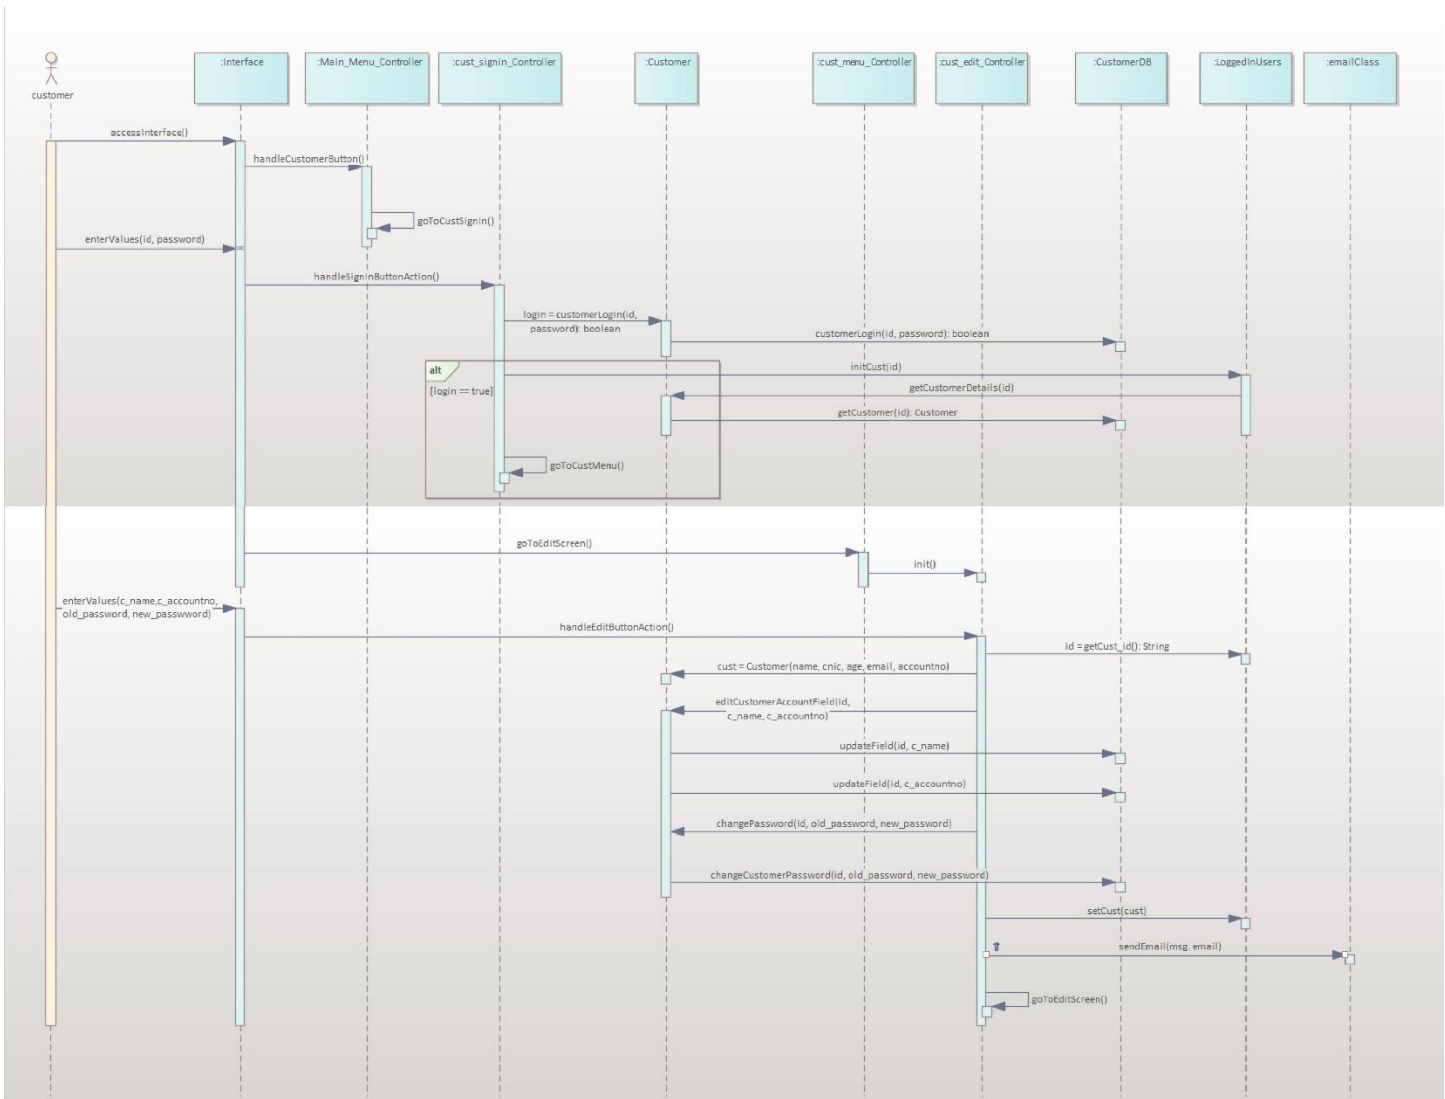 customer
:Interface
:Main_Menu_Controller
:cust_signin_Controller
:Customer
:cust_menu_Controller
:cust_edit_Controller
:CustomerDB
:LoggedInUsers
:emailClass
accessInterface()
handleCustomerButton()
goToCustSignIn()
enterValues(id, password)
handleSignInButtonAction()
login = customerLogin(id,
password): boolean
customerLogin(id, password): boolean
alt
[login == true]
initCust(id)
getCustomerDetails(id)
getCustomer(id): Customer
goToCustMenu()
goToEditScreen()
init()
enterValues(c_name,c_accountno,
old_password, new_passwword)
handleEditButtonAction()
id = getCust_id(): String
cust = Customer(name, cnic, age, email, accountno)
editCustomerAccountField(id,
c_name, c_accountno)
updateField(id, c_name)
updateField(id, c_accountno)
changePassword(id, old_password, new_password)
changeCustomerPassword(id, old_password, new_password)
setCust(cust)
sendEmail(msg, email)
goToEditScreen()